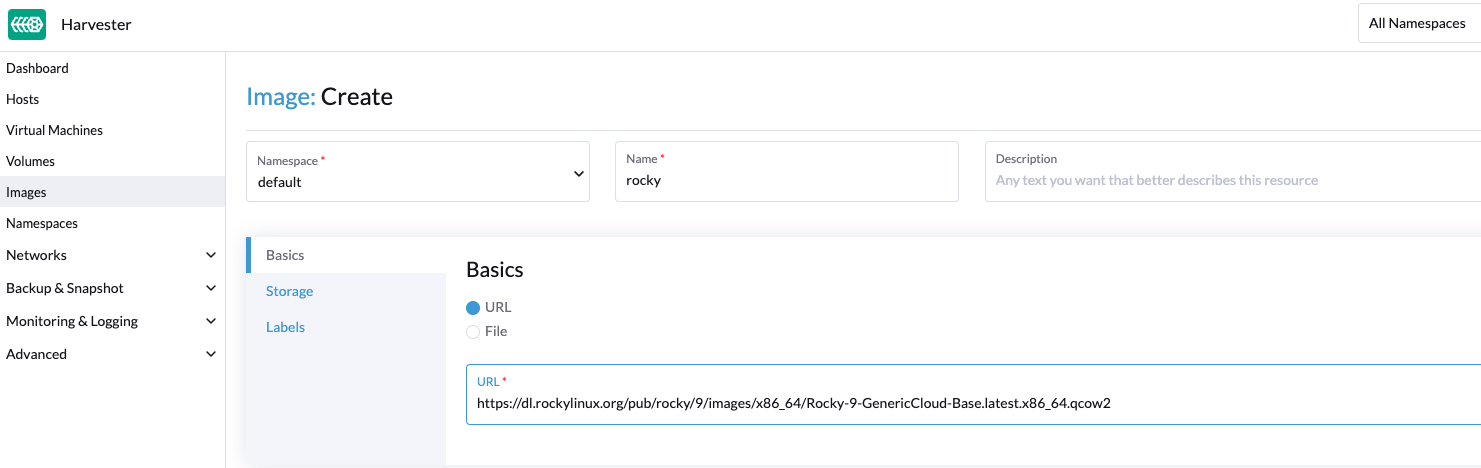 Harvester
All Namespaces
Dashboard
Hosts
Virtual Machines
Volumes
Images
Namespaces
Networks
Backup & Snapshot
Monitoring & Logging
Advanced
Image: Create
Namespace *
default
Name *
rocky
Description
Any text you want that better describes this resource
Basics
Storage
Labels
Basics
URL
File
URL *
https://dl.rockylinux.org/pub/rocky/9/images/x86_64/Rocky-9-GenericCloud-Base.latest.x86_64.qcow2